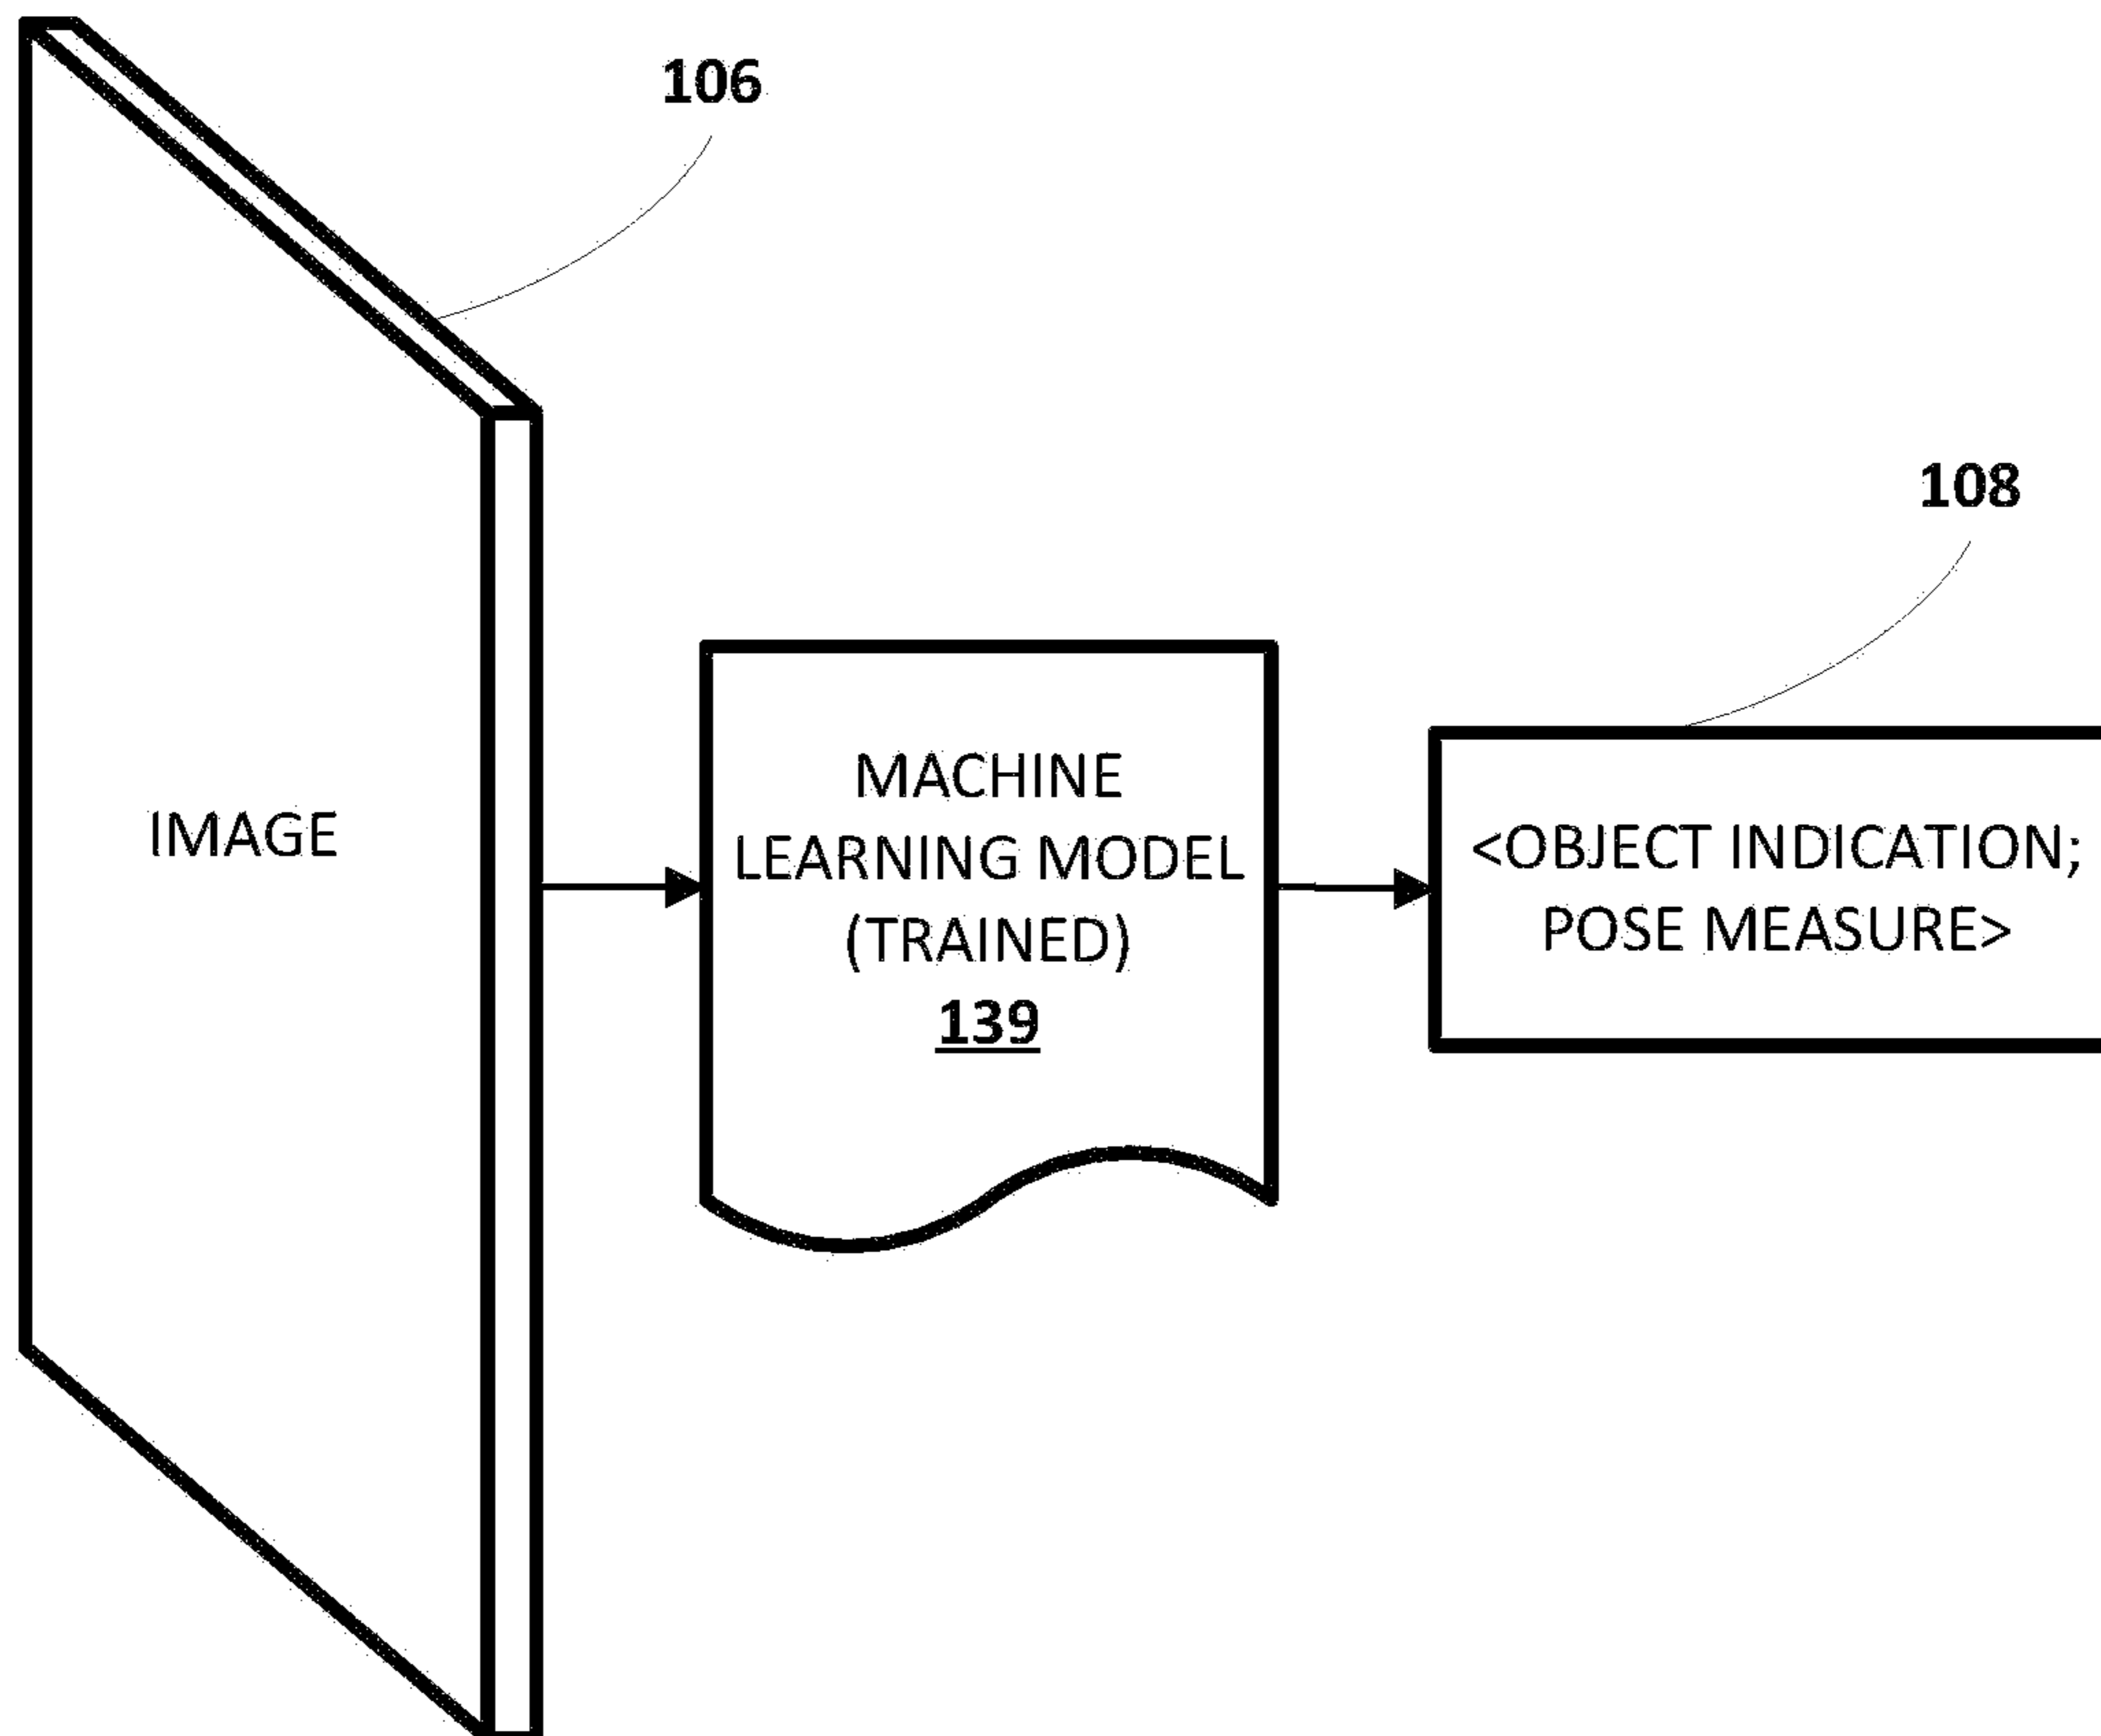 106
108
IMAGE
MACHINE
LEARNING MODEL
(TRAINED)
139
<OBJECT INDICATION;
POSE MEASURE>